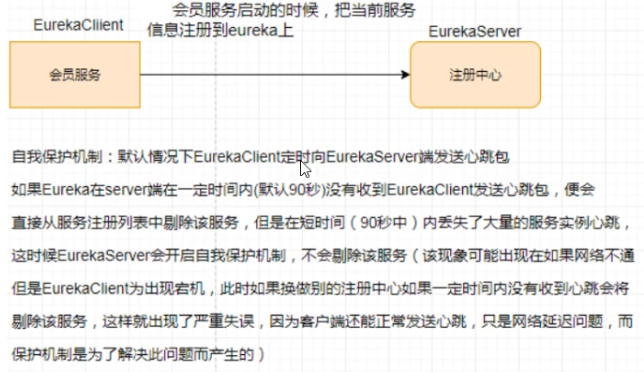 会员服务启动的时候，把当前服务
信息注册到eureka上
EurekaCliient
EurekaServer
会员服务
注册中心
自我保护机制：默认情况下EurekaClient定时向EurekaServer端发送心跳包
如果Eureka在server端在一定时间内(默认90秒)没有收到EurekaClient发送心跳包，便会
直接从服务注册列表中剔除该服务，但是在短时间（90秒中）内丢失了大量的服务实例心跳，
这时候EurekaServer会开启自我保护机制，不会剔除该服务（该现象可能出现在如果网络不通
但是EurekaClient为出现宕机，此时如果换做别的注册中心如果一定时间内没有收到心跳会将
剔除该服务，这样就出现了严重失误，因为客户端还能正常发送心跳，只是网络延迟问题，而
保护机制是为了解决此问题而产生的）